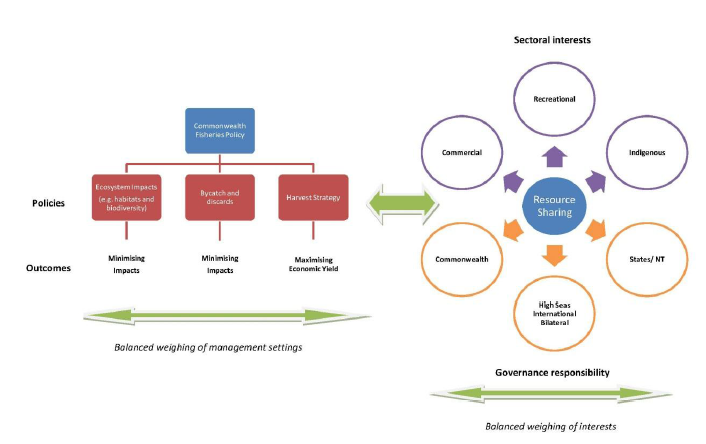 Sectoral interests
Recreational
Commercial
Indigenous
Resource
Sharing
Commonwealth
States/ NT
High Seas
International
Bilateral
Governance responsibility
Balanced weighing of interests
Commonwealth
Fisheries Policy
Policies
Ecosystem Impacts
(e.g. habitats and
biodiversity)
Bycatch and
discards
Harvest Strategy
Outcomes
Minimising
Impacts
Minimising
Impacts
Maximising
Economic Yield
Balanced weighing of management settings